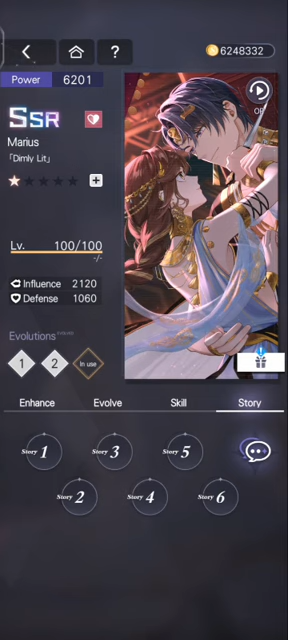 ?
6248332
Power 6201
SSR
Marius
「Dimly Lit」
Lv. 100/100
-/-
Influence 2120
Defense 1060
Evolutions
1 2 In use
Enhance Evolve Skill Story
Story 1 Story 3 Story 5
Story 2 Story 4 Story 6